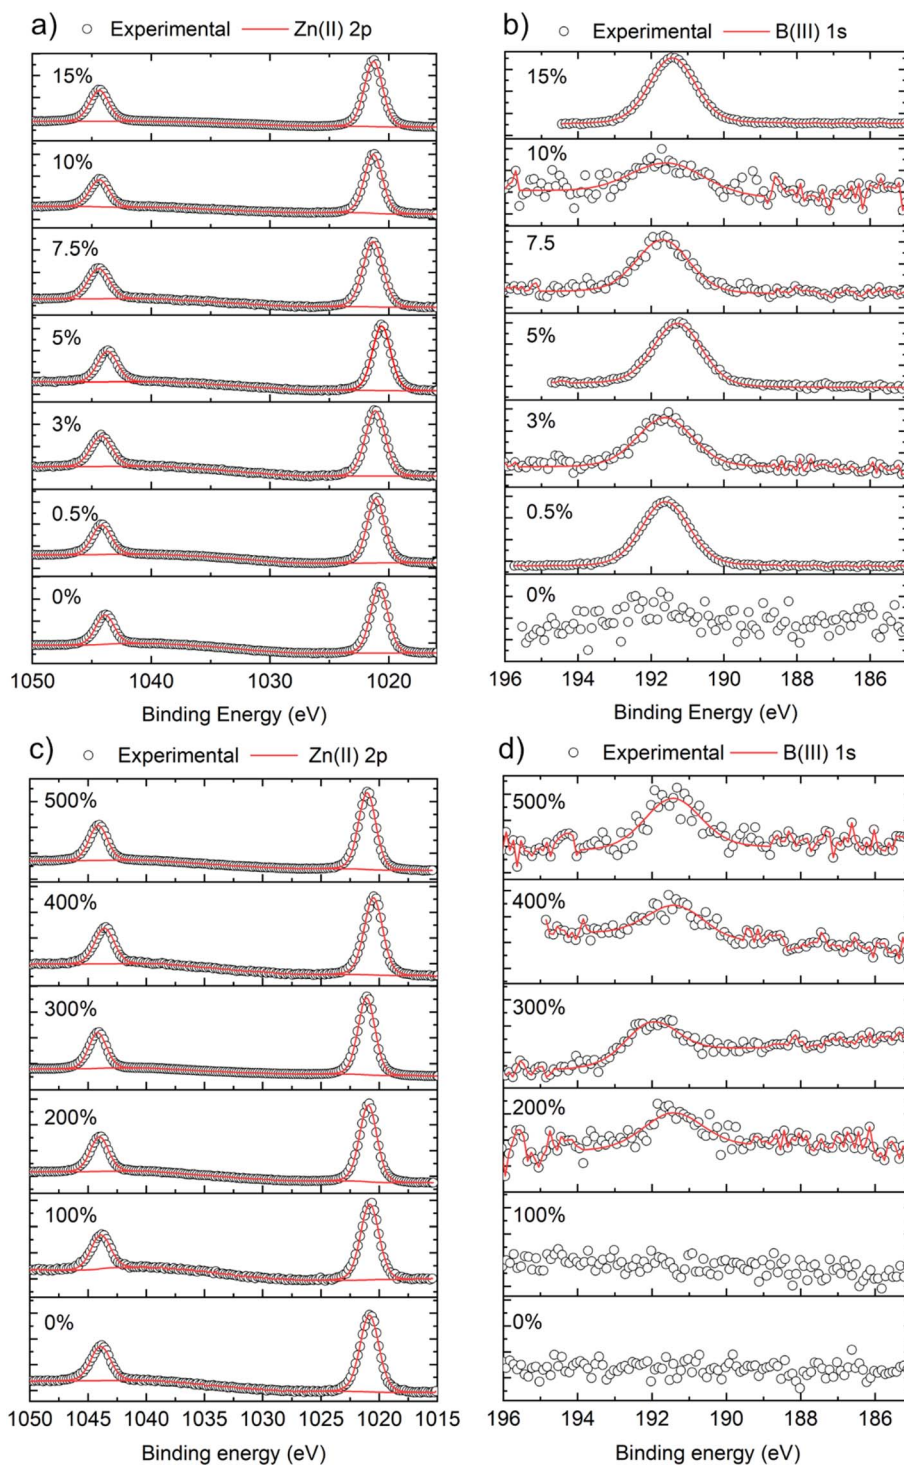 a) Experimental Zn(II) 2p
15%
10%
7.5%
5%
3%
0.5%
0%
1050 1040 1030 1020
Binding Energy (eV)
b) Experimental B(III) 1s
15%
10%
7.5
5%
3%
0.5%
0%
196 194 192 190 188 186
Binding Energy (eV)
c) Experimental Zn(II) 2p
500%
400%
300%
200%
100%
0%
1050 1045 1040 1035 1030 1025 1020 1015
Binding energy (eV)
d) Experimental B(III) 1s
500%
400%
300%
200%
100%
0%
196 194 192 190 188 186
Binding energy (eV)